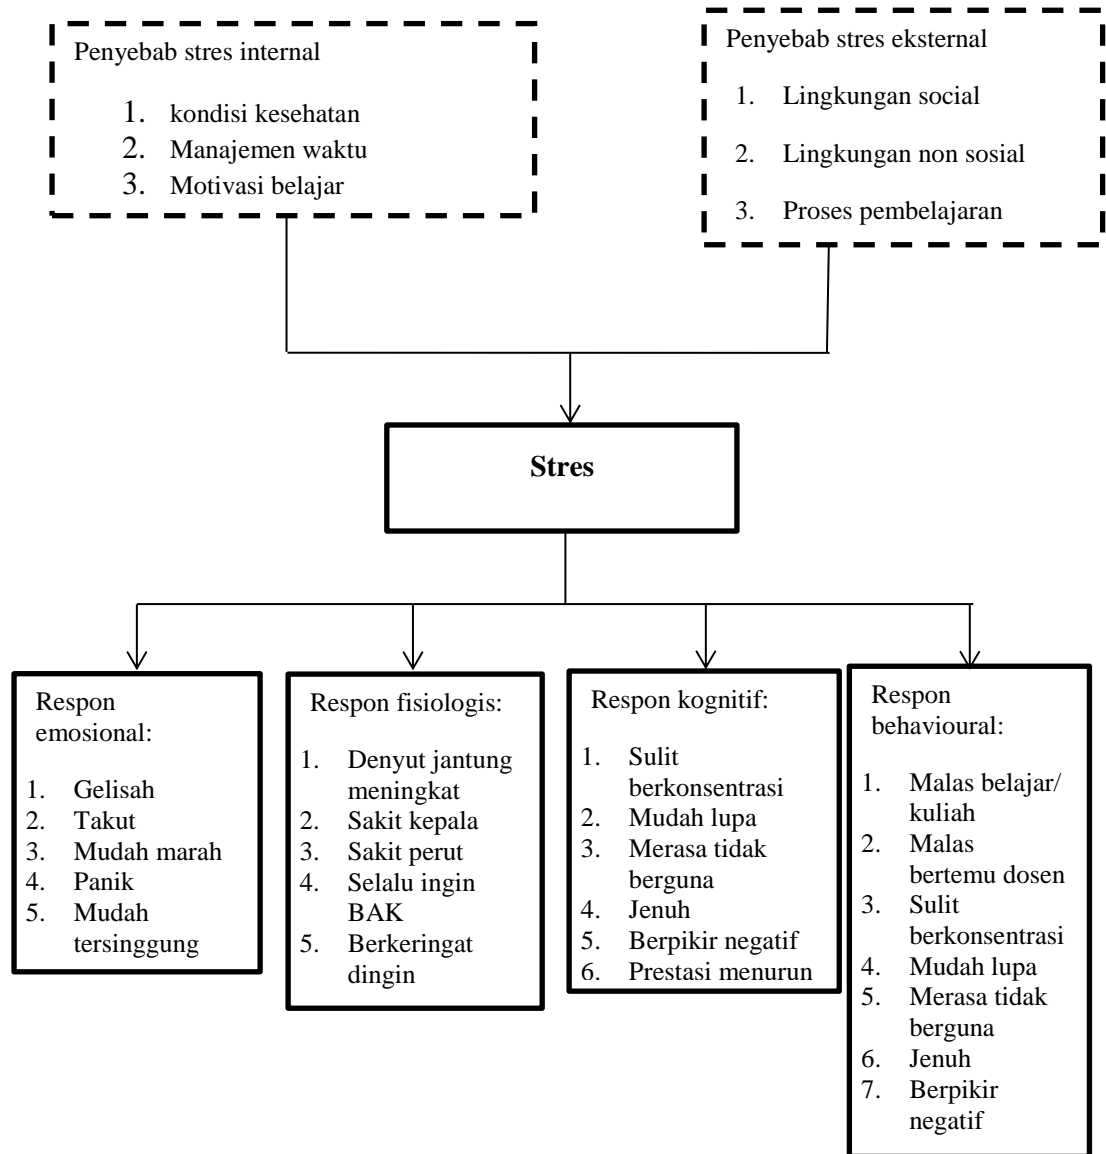 Penyebab stres internal
1. kondisi kesehatan
2. Manajemen waktu
3. Motivasi belajar
Penyebab stres eksternal
1. Lingkungan social
2. Lingkungan non sosial
3. Proses pembelajaran
Stres
Respon
emosional:
1. Gelisah
2. Takut
3. Mudah marah
4. Panik
5. Mudah
tersinggung
Respon fisiologis:
1. Denyut jantung
meningkat
2. Sakit kepala
3. Sakit perut
4. Selalu ingin
BAK
5. Berkeringat
dingin
Respon kognitif:
1. Sulit
berkonsentrasi
2. Mudah lupa
3. Merasa tidak
berguna
4. Jenuh
5. Berpikir negatif
6. Prestasi menurun
Respon
behavioural:
1. Malas belajar/
kuliah
2. Malas
bertemu dosen
3. Sulit
berkonsentrasi
4. Mudah lupa
5. Merasa tidak
berguna
6. Jenuh
7. Berpikir
negatif